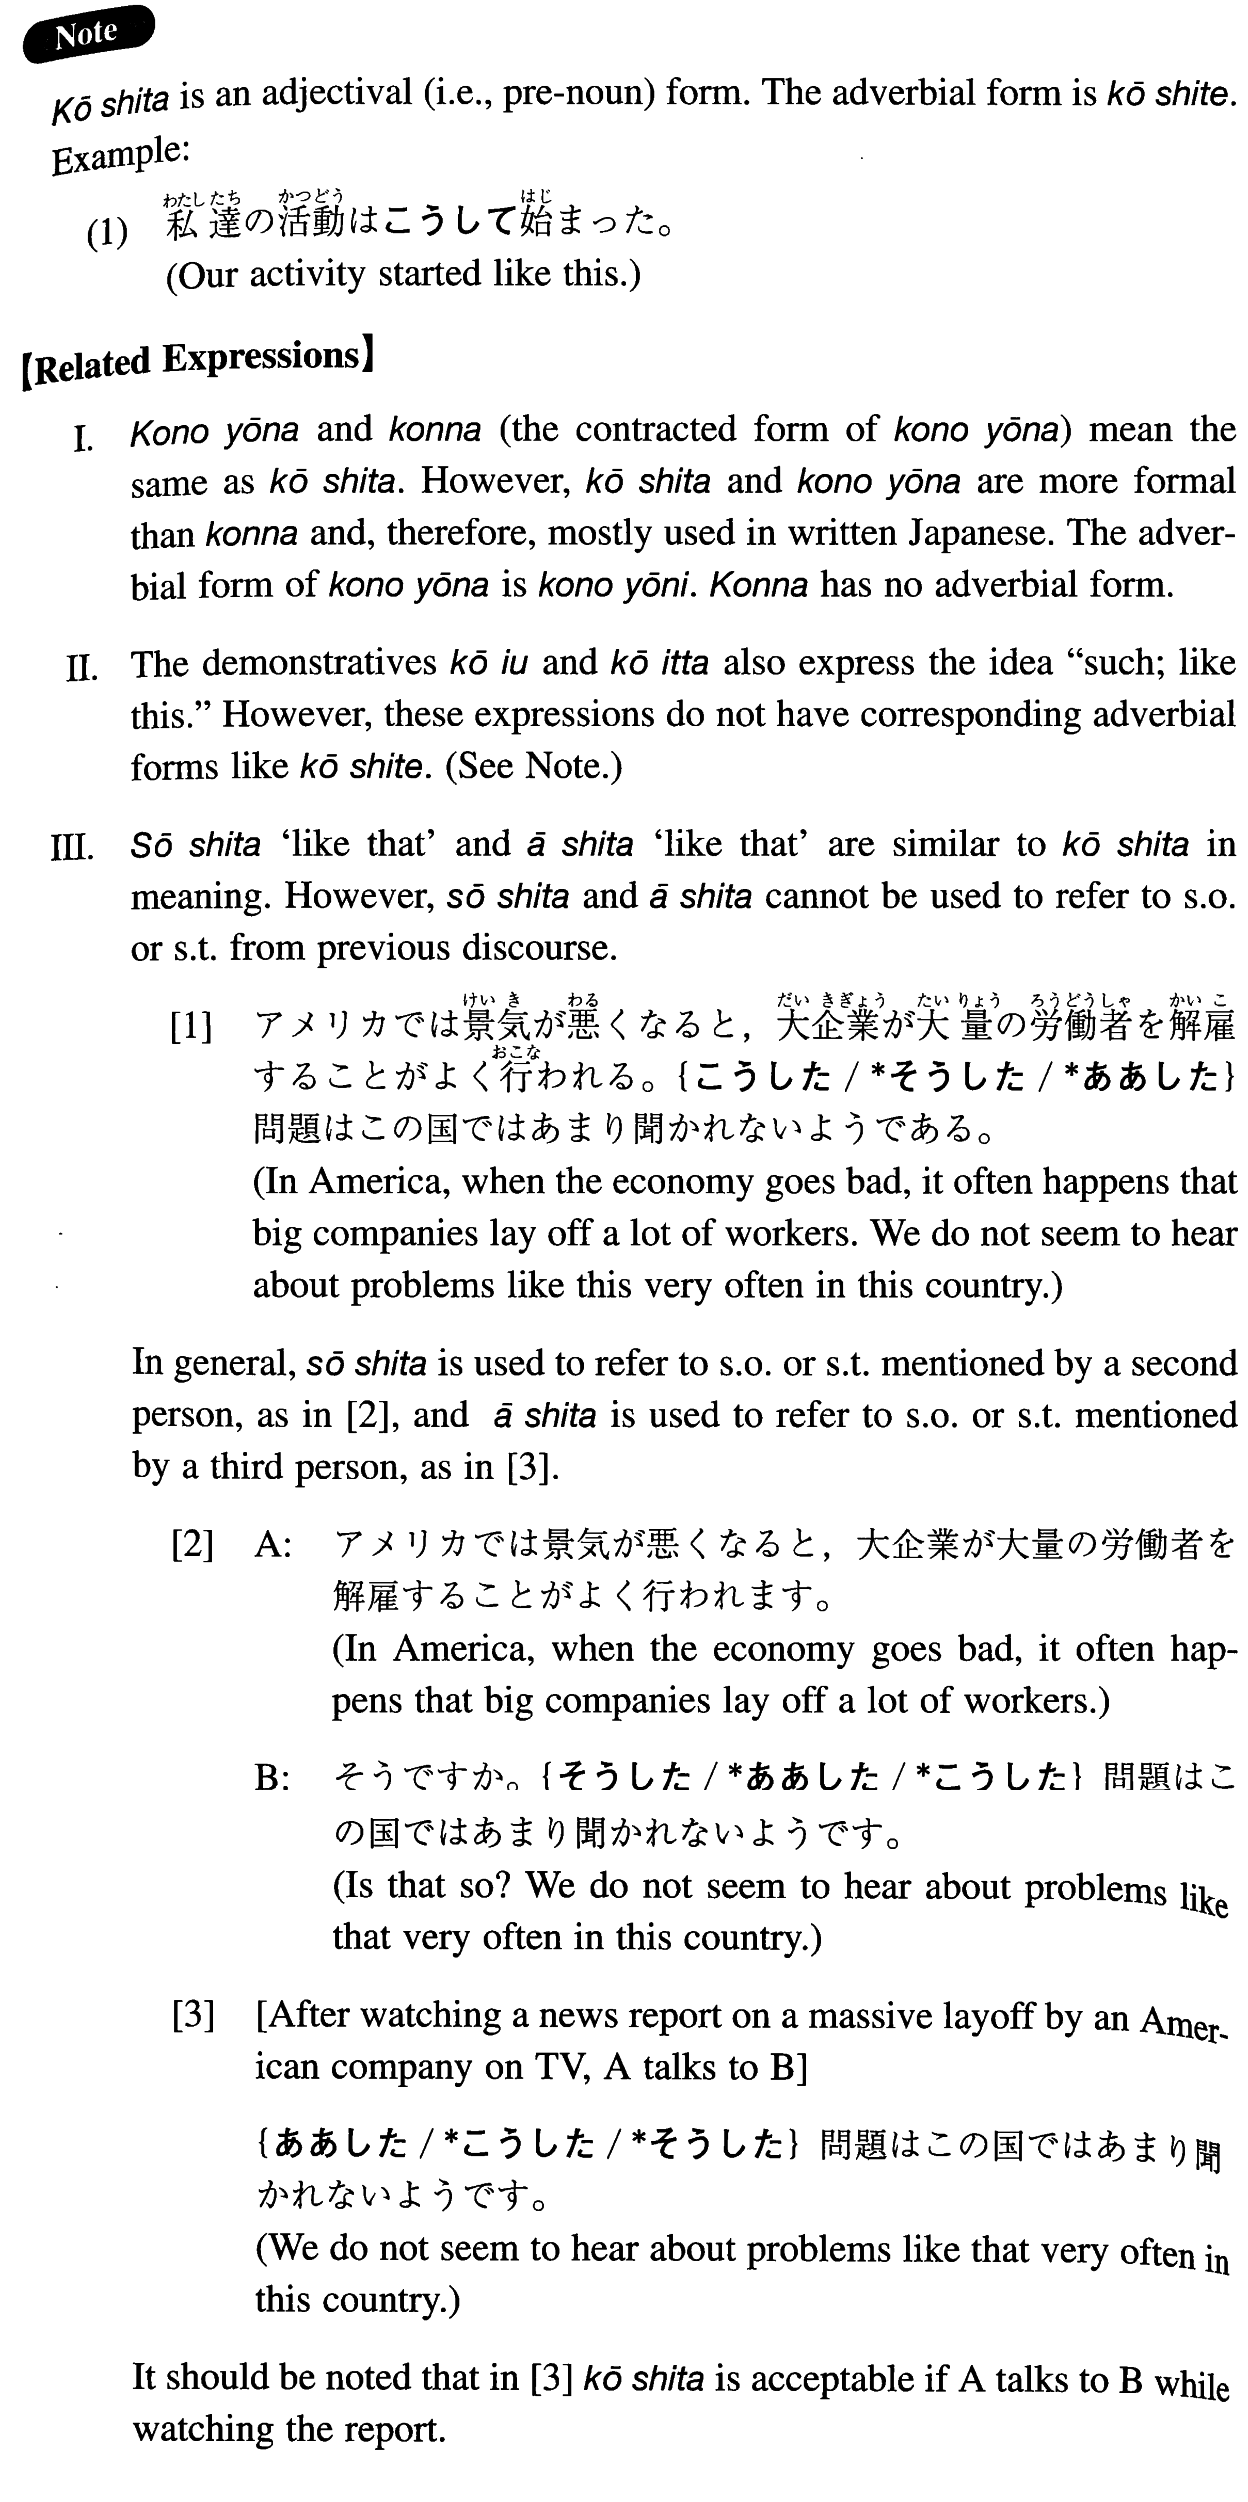 Note
Kō shita is an adjectival (i.e., pre-noun) form. The adverbial form is kō shite.
Example:
わたしたち かつどう はじ
(1) 私達の活動はこうして始まった。
(Our activity started like this.)
【Related Expressions】
I. Kono yōna and konna (the contracted form of kono yōna) mean the
same as kō shita. However, kō shita and kono yōna are more formal
than konna and, therefore, mostly used in written Japanese. The adver-
bial form of kono yōna is kono yōni. Konna has no adverbial form.
II. The demonstratives kō iu and kō itta also express the idea “such; like
this.” However, these expressions do not have corresponding adverbial
forms like kō shite. (See Note.)
III. Sō shita ‘like that’ and ā shita ‘like that’ are similar to kō shita in
meaning. However, sō shita and ā shita cannot be used to refer to s.o.
or s.t. from previous discourse.
けい き わる だい きぎょう たいりょう ろうどうしゃ かい こ
[1] アメリカでは景気が悪くなると，大企業が大量の労働者を解雇
おこな
することがよく行われる。{こうした / *そうした / *ああした}
問題はこの国ではあまり聞かれないようである。
(In America, when the economy goes bad, it often happens that
big companies lay off a lot of workers. We do not seem to hear
about problems like this very often in this country.)
In general, sō shita is used to refer to s.o. or s.t. mentioned by a second
person, as in [2], and ā shita is used to refer to s.o. or s.t. mentioned
by a third person, as in [3].
[2] A: アメリカでは景気が悪くなると，大企業が大量の労働者を
解雇することがよく行われます。
(In America, when the economy goes bad, it often hap-
pens that big companies lay off a lot of workers.)
B: そうですか。{そうした / *ああした / *こうした} 問題はこ
の国ではあまり聞かれないようです。
(Is that so? We do not seem to hear about problems like
that very often in this country.)
[3] [After watching a news report on a massive layoff by an Amer-
ican company on TV, A talks to B]
{ああした / *こうした / *そうした} 問題はこの国ではあまり聞
かれないようです。
(We do not seem to hear about problems like that very often in
this country.)
It should be noted that in [3] kō shita is acceptable if A talks to B while
watching the report.